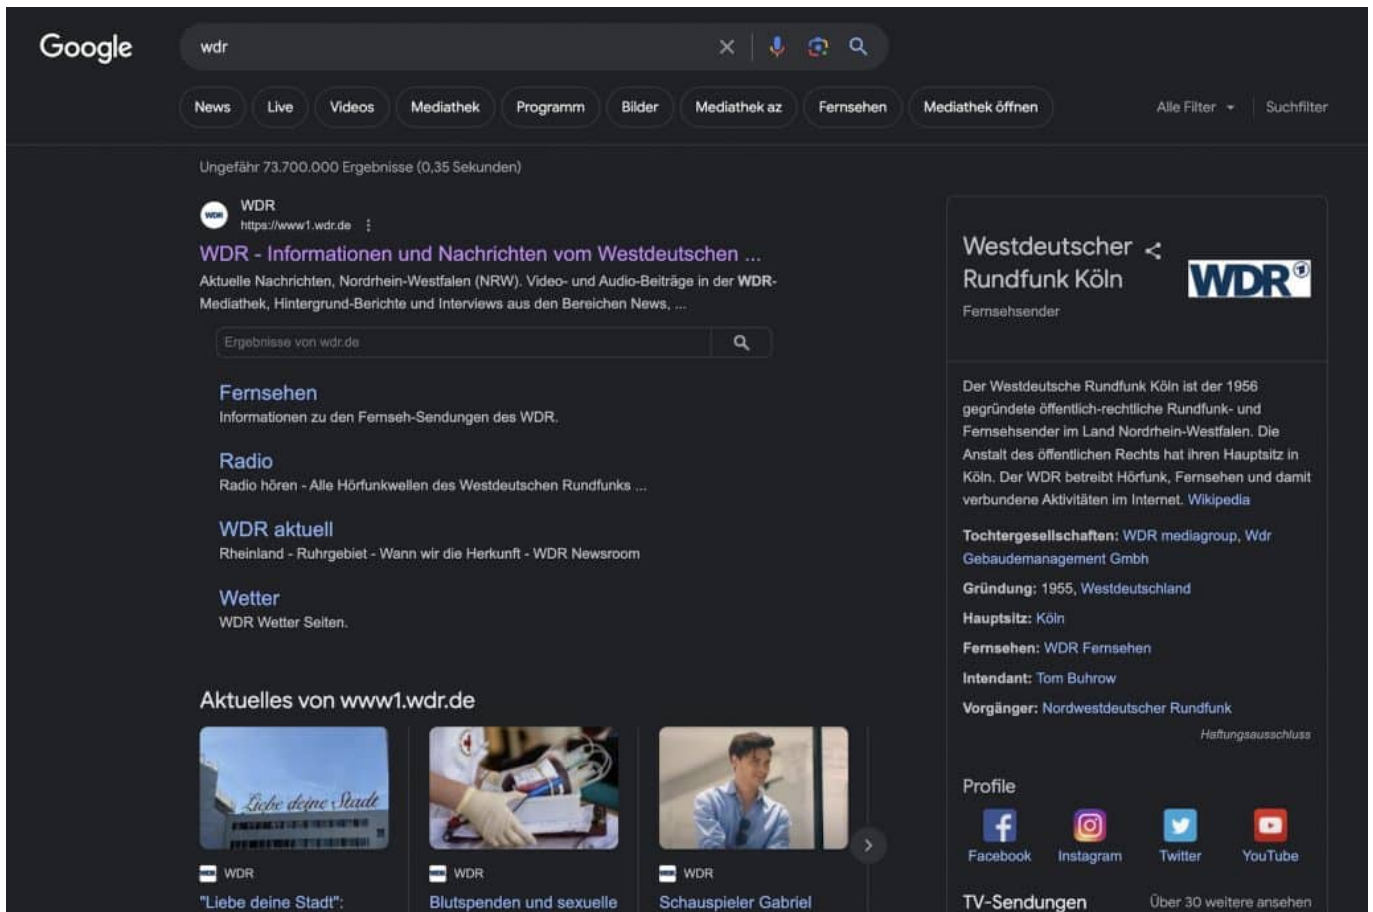 Google
wdr
News
Live
Videos
Mediathek
Programm
Bilder
Mediathek az
Fernsehen
Mediathek öffnen
Alle Filter
Suchfilter
Ungefähr 73.700.000 Ergebnisse (0,35 Sekunden)
WDR
WDR
https://www1.wdr.de
WDR - Informationen und Nachrichten vom Westdeutschen ...
Aktuelle Nachrichten, Nordrhein-Westfalen (NRW). Video- und Audio-Beiträge in der WDR-
Mediathek, Hintergrund-Berichte und Interviews aus den Bereichen News, ...
Ergebnisse von wdr.de
Fernsehen
Informationen zu den Fernseh-Sendungen des WDR.
Radio
Radio hören - Alle Hörfunkwellen des Westdeutschen Rundfunks ...
WDR aktuell
Rheinland - Ruhrgebiet - Wann wir die Herkunft - WDR Newsroom
Wetter
WDR Wetter Seiten.
Aktuelles von www1.wdr.de
Liebe deine Stadt
WDR
WDR
WDR
"Liebe deine Stadt":
Blutspenden und sexuelle
Schauspieler Gabriel
Westdeutscher
Rundfunk Köln
WDR
Fernsehsender
Der Westdeutsche Rundfunk Köln ist der 1956
gegründete öffentlich-rechtliche Rundfunk- und
Fernsehsender im Land Nordrhein-Westfalen. Die
Anstalt des öffentlichen Rechts hat ihren Hauptsitz in
Köln. Der WDR betreibt Hörfunk, Fernsehen und damit
verbundene Aktivitäten im Internet. Wikipedia
Tochtergesellschaften: WDR mediagroup, Wdr
Gebaudemanagement Gmbh
Gründung: 1955, Westdeutschland
Hauptsitz: Köln
Fernsehen: WDR Fernsehen
Intendant: Tom Buhrow
Vorgänger: Nordwestdeutscher Rundfunk
Haftungsausschluss
Profile
Facebook
Instagram
Twitter
YouTube
TV-Sendungen
Über 30 weitere ansehen